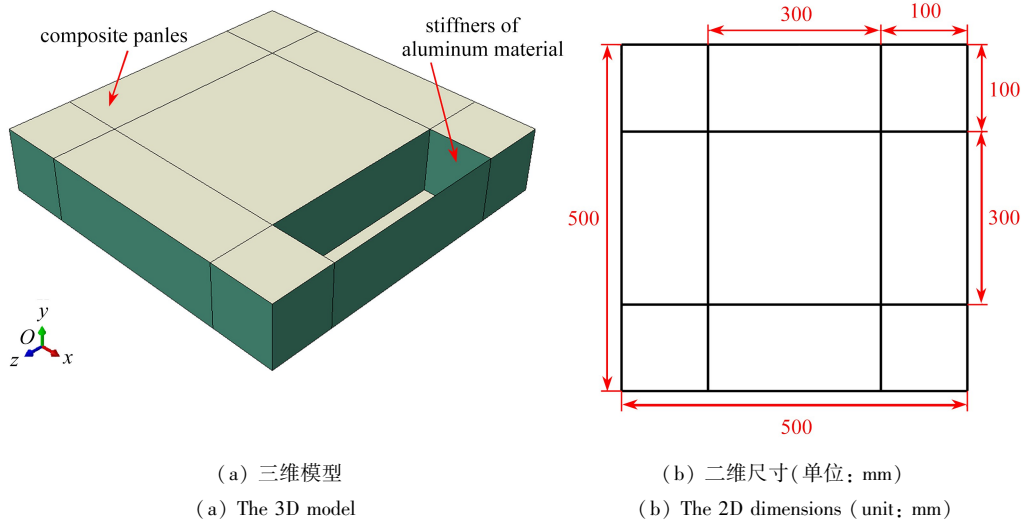 composite panles
stiffners of
aluminum material
y
O
z
x
300
100
100
500
300
500
(a) 三维模型
(a) The 3D model
(b) 二维尺寸(单位: mm)
(b) The 2D dimensions (unit: mm)